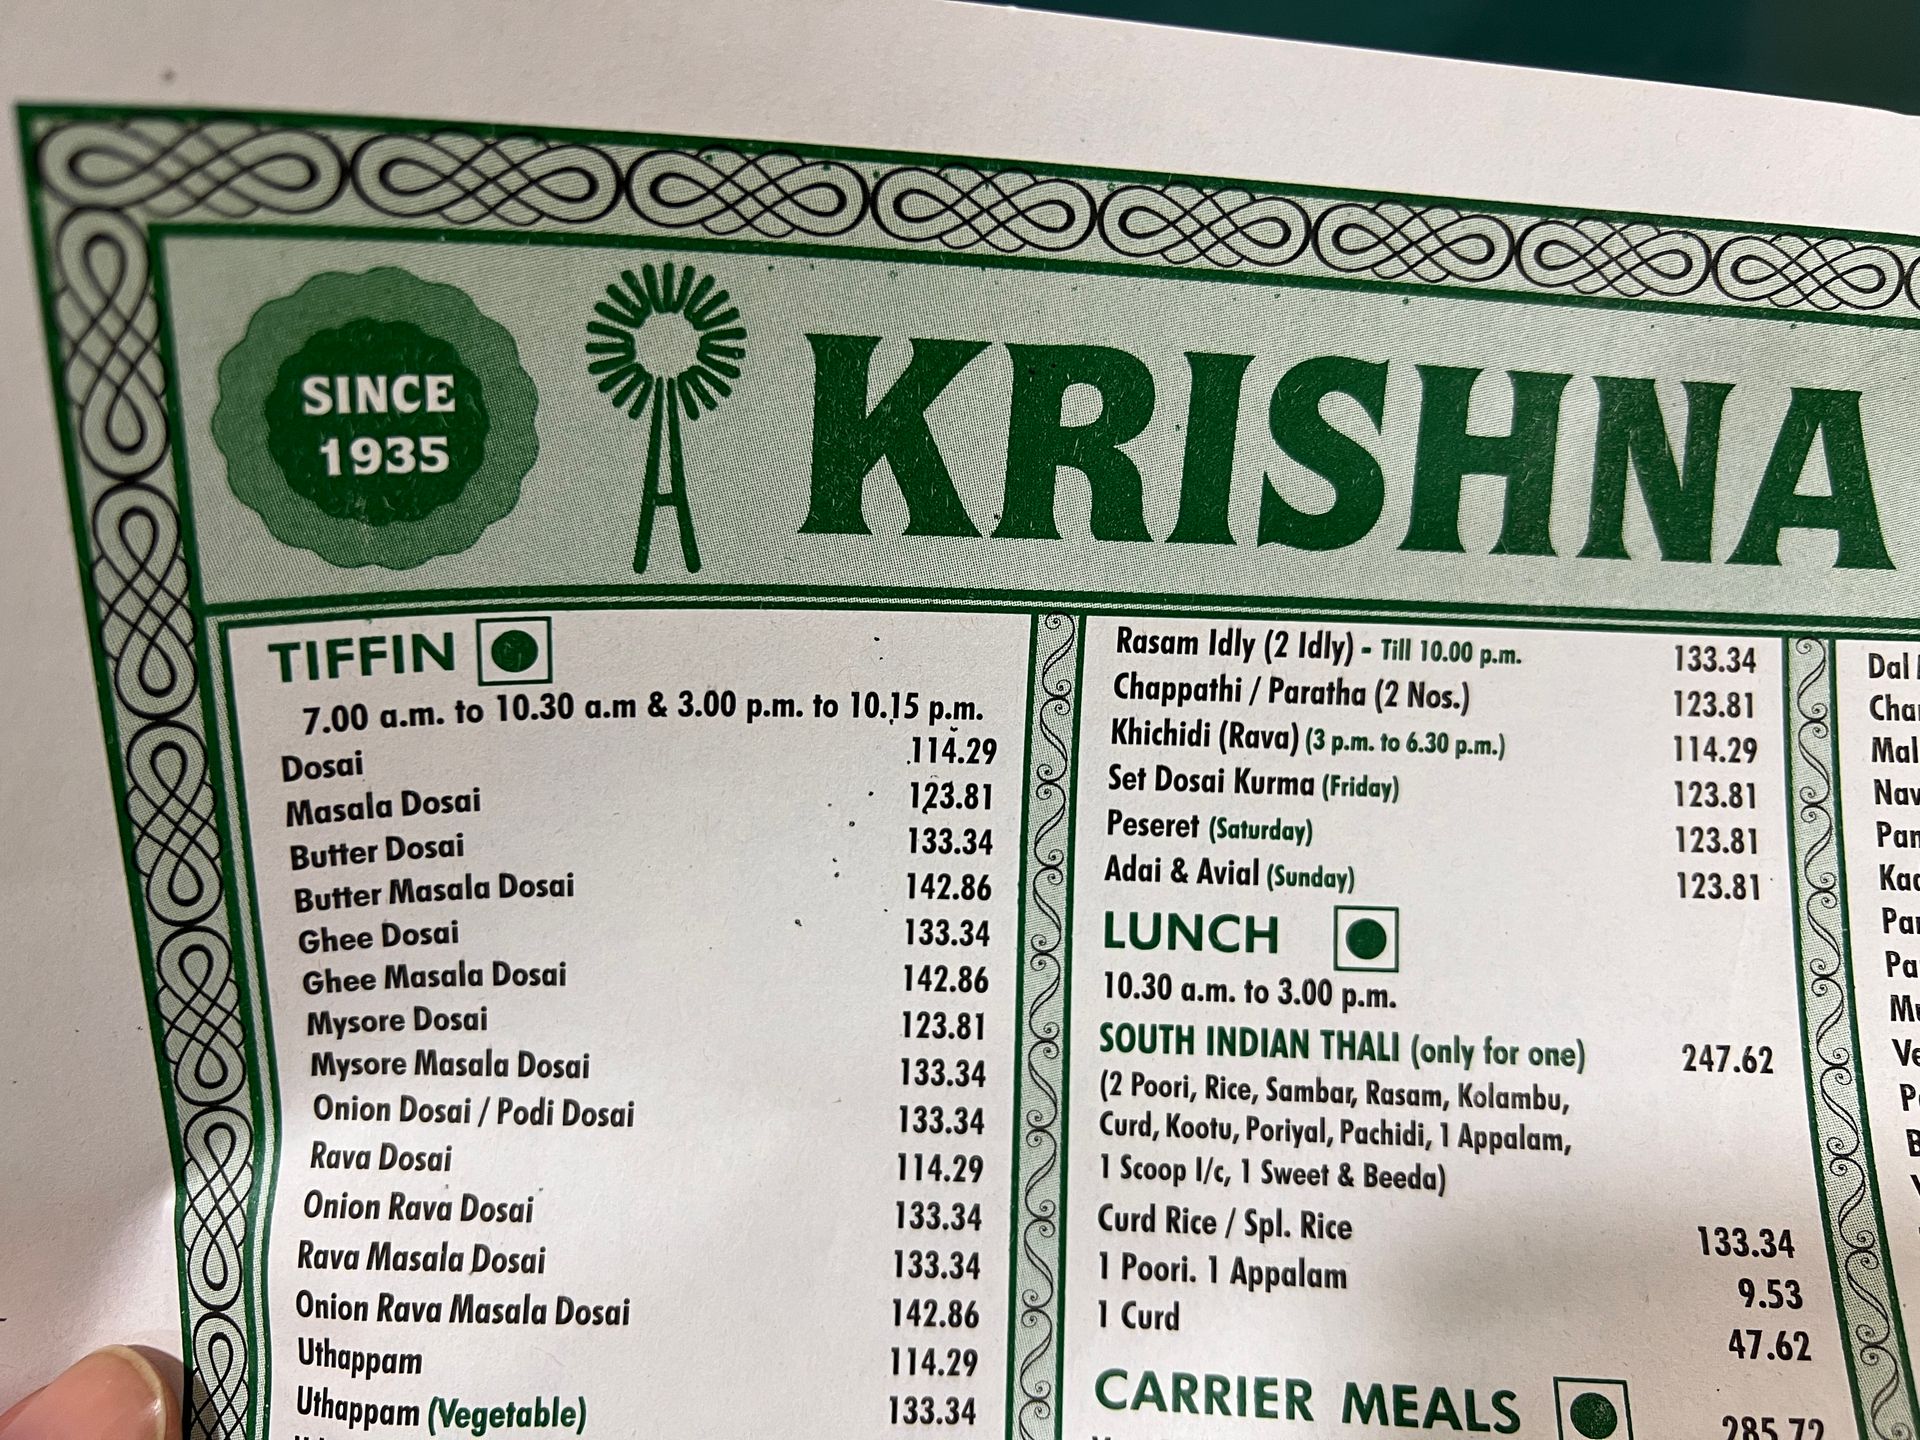 SINCE
1935
KRISHNA
TIFFIN
7.00 a.m. to 10.30 a.m & 3.00 p.m. to 10.15 p.m.
Dosai 114.29
Masala Dosai 123.81
Butter Dosai 133.34
Butter Masala Dosai 142.86
Ghee Dosai 133.34
Ghee Masala Dosai 142.86
Mysore Dosai 123.81
Mysore Masala Dosai 133.34
Onion Dosai / Podi Dosai 133.34
Rava Dosai 114.29
Onion Rava Dosai 133.34
Rava Masala Dosai 133.34
Onion Rava Masala Dosai 142.86
Uthappam 114.29
Uthappam (Vegetable) 133.34
Rasam Idly (2 Idly) - Till 10.00 p.m. 133.34
Chappathi / Paratha (2 Nos.) 123.81
Khichidi (Rava) (3 p.m. to 6.30 p.m.) 114.29
Set Dosai Kurma (Friday) 123.81
Peseret (Saturday) 123.81
Adai & Avial (Sunday) 123.81
LUNCH
10.30 a.m. to 3.00 p.m.
SOUTH INDIAN THALI (only for one) 247.62
(2 Poori, Rice, Sambar, Rasam, Kolambu,
Curd, Kootu, Poriyal, Pachidi, 1 Appalam,
1 Scoop I/c, 1 Sweet & Beeda)
Curd Rice / Spl. Rice 133.34
1 Poori. 1 Appalam 9.53
1 Curd 47.62
CARRIER MEALS 285.72
Dal